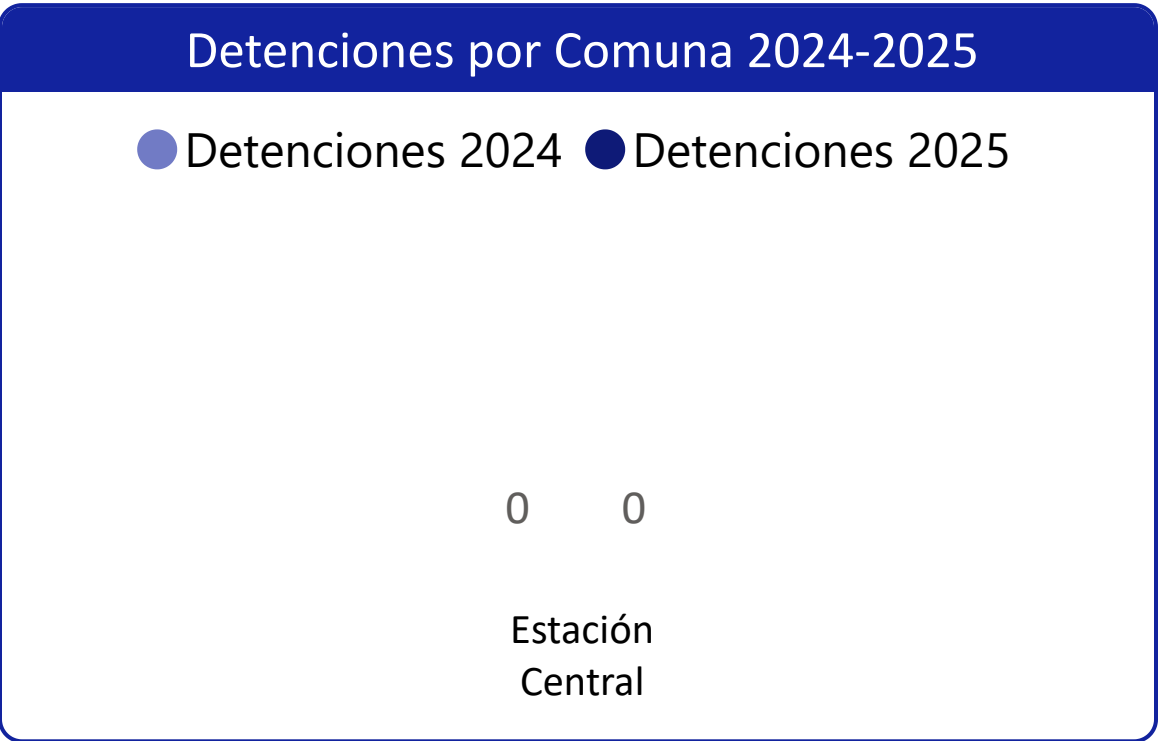 Detenciones por Comuna 2024-2025
Detenciones 2024 Detenciones 2025
0 0
Estación
Central